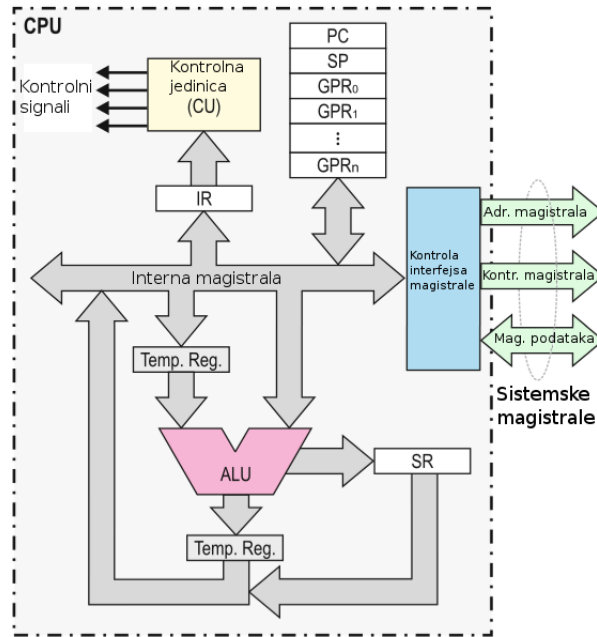 CPU
Kontrolni
signali
Kontrolna
jedinica
(CU)
PC
SP
GPR₀
GPR₁
⋮
GPRn
IR
Interna magistrala
Kontrola
interfejsa
magistrale
Adr. magistrala
Kontr. magistrala
Mag. podataka
Sistemske
magistrale
Temp. Reg.
ALU
SR
Temp. Reg.